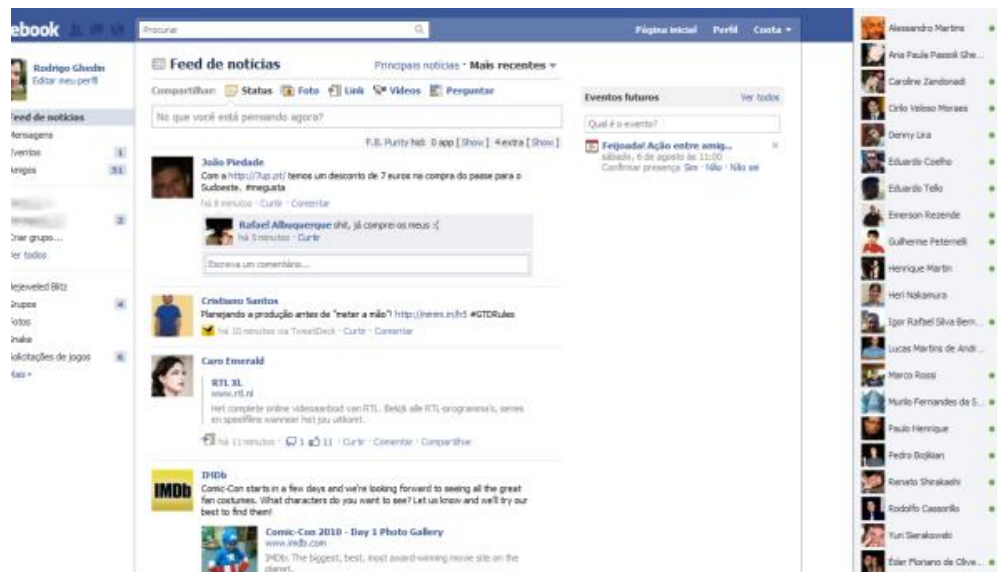 ebook
Procurar
Página inicial Perfil Conta
Rodrigo Ghedin
Editar meu perfil
Feed de notícias
Mensagens
Eventos 1
Amigos 51
2
Criar grupo...
Ver todos
Bejeweled Blitz
Grupos 4
Fotos
Snake
Solicitações de jogos 6
Mais
Feed de notícias
Principais notícias · Mais recentes
Compartilhar: Status Foto Link Vídeos Perguntar
No que você está pensando agora?
F.B. Purity hid: 0 app [ Show ] 4 extra [ Show ]
João Piedade
Com a http://7up.pt/ temos um desconto de 7 euros na compra do passe para o
Sudoeste. #megusta
há 8 minutos · Curtir · Comentar
Rafael Albuquerque shit, já comprei os meus :(
há 5 minutos · Curtir
Escreva um comentário...
Cristiano Santos
Planejando a produção antes de "meter a mão"! #GTDRules
há 10 minutos via TweetDeck · Curtir · Comentar
Caro Emerald
RTL XL
www.rtl.nl
Het complete online videoaanbod van RTL. Bekijk alle RTL-programma's, series
en speelfilms wanneer het jou uitkomt.
há 11 minutos · 1 11 · Curtir · Comentar · Compartilhar
IMDb
IMDb
Comic-Con starts in a few days and we're looking forward to seeing all the great
fan costumes. What characters do you want to see? Let us know and we'll try our
best to find them!
Comic-Con 2010 - Day 1 Photo Gallery
www.imdb.com
IMDb: The biggest, best, most award-winning movie site on the
planet.
Eventos futuros Ver todos
Qual é o evento?
Feijoada! Ação entre amig...
sábado, 6 de agosto às 11:00
Confirmar presença: Sim · Não · Não sei
Alessandro Martins
Ana Paula Passoli Ghe...
Caroline Zandonadi
Cirilo Veloso Moraes
Denny Lira
Eduardo Coelho
Eduardo Tello
Emerson Rezende
Guilherme Peternelli
Henrique Martin
Heri Nakamura
Igor Rafael Silva Bern...
Lucas Martins de Andr...
Marco Rossi
Murilo Fernandes da S...
Paulo Henrique
Pedro Bojikian
Renato Shirakashi
Rodolfo Cassorillo
Yuri Sierakowski
Éder Floriano de Olive...